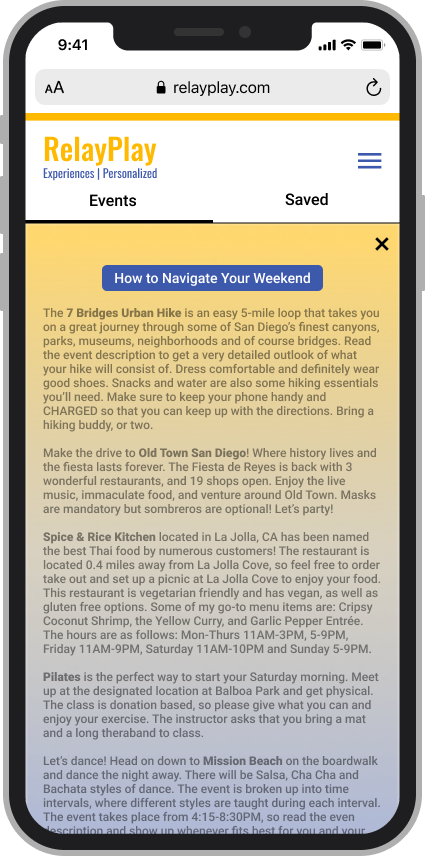 9:41
AA relayplay.com
RelayPlay
Experiences | Personalized
Events Saved
×
How to Navigate Your Weekend
The 7 Bridges Urban Hike is an easy 5-mile loop that takes you
on a great journey through some of San Diego's finest canyons,
parks, museums, neighborhoods and of course bridges. Read
the event description to get a very detailed outlook of what
your hike will consist of. Dress comfortable and definitely wear
good shoes. Snacks and water are also some hiking essentials
you'll need. Make sure to keep your phone handy and
CHARGED so that you can keep up with the directions. Bring a
hiking buddy, or two.
Make the drive to Old Town San Diego! Where history lives and
the fiesta lasts forever. The Fiesta de Reyes is back with 3
wonderful restaurants, and 19 shops open. Enjoy the live
music, immaculate food, and venture around Old Town. Masks
are mandatory but sombreros are optional! Let's party!
Spice & Rice Kitchen located in La Jolla, CA has been named
the best Thai food by numerous customers! The restaurant is
located 0.4 miles away from La Jolla Cove, so feel free to order
take out and set up a picnic at La Jolla Cove to enjoy your food.
This restaurant is vegetarian friendly and has vegan, as well as
gluten free options. Some of my go-to menu items are: Cripsy
Coconut Shrimp, the Yellow Curry, and Garlic Pepper Entrée.
The hours are as follows: Mon-Thurs 11AM-3PM, 5-9PM,
Friday 11AM-9PM, Saturday 11AM-10PM and Sunday 5-9PM.
Pilates is the perfect way to start your Saturday morning. Meet
up at the designated location at Balboa Park and get physical.
The class is donation based, so please give what you can and
enjoy your exercise. The instructor asks that you bring a mat
and a long theraband to class.
Let's dance! Head on down to Mission Beach on the boardwalk
and dance the night away. There will be Salsa, Cha Cha and
Bachata styles of dance. The event is broken up into time
intervals, where different styles are taught during each interval.
The event takes place from 4:15-8:30PM, so read the even
description and show up whenever fits best for you and your